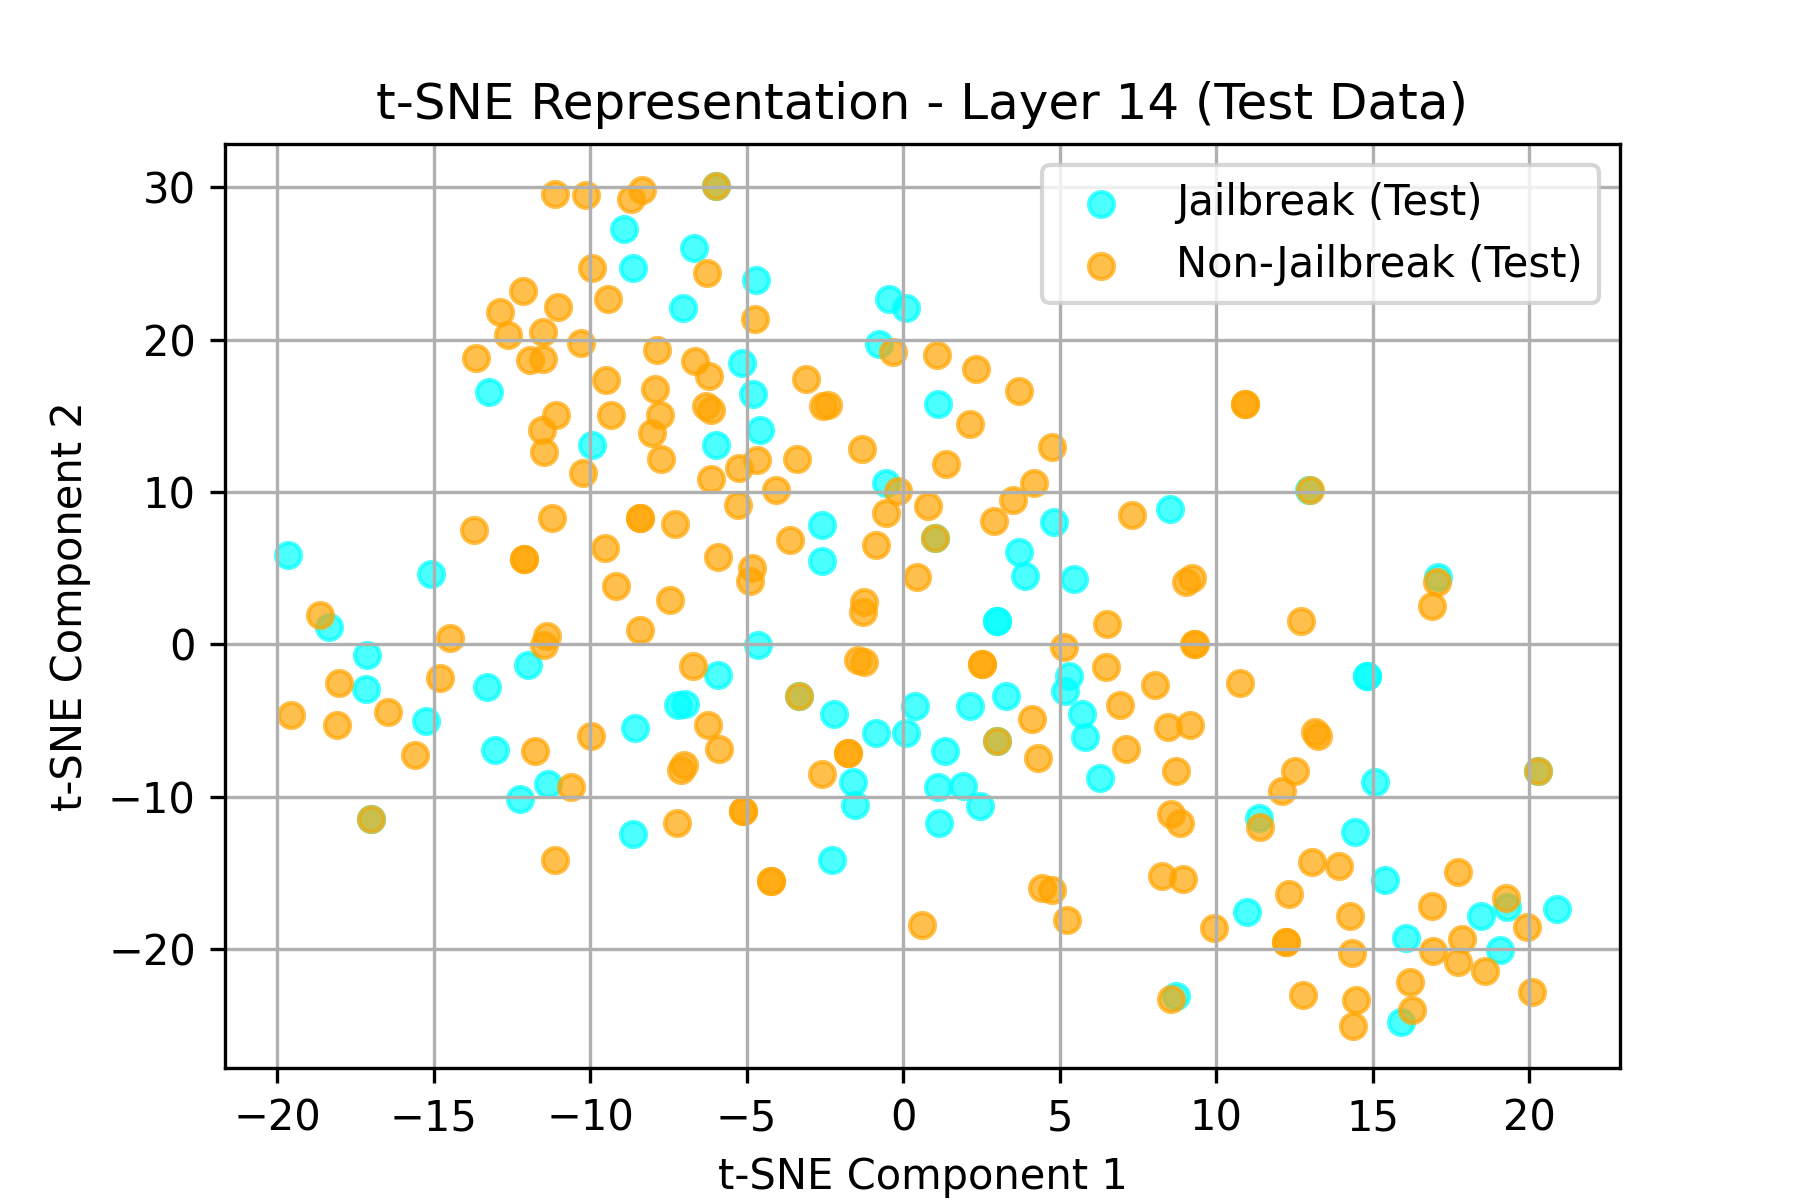 t-SNE Representation - Layer 14 (Test Data)
Jailbreak (Test)
Non-Jailbreak (Test)
30
20
10
0
−10
−20
t-SNE Component 2
−20 −15 −10 −5 0 5 10 15 20
t-SNE Component 1